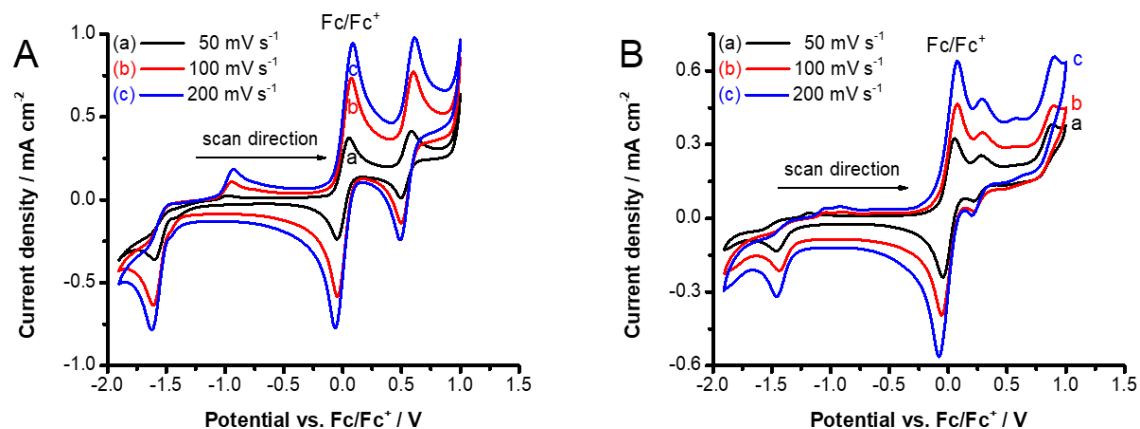 A
Fc/Fc⁺
(a) 50 mV s⁻¹
(b) 100 mV s⁻¹
(c) 200 mV s⁻¹
c
b
a
scan direction
1.0
0.5
0.0
-0.5
-1.0
Current density / mA cm⁻²
-2.0 -1.5 -1.0 -0.5 0.0 0.5 1.0 1.5
Potential vs. Fc/Fc⁺ / V
B
Fc/Fc⁺
(a) 50 mV s⁻¹
(b) 100 mV s⁻¹
(c) 200 mV s⁻¹
c
b
a
scan direction
0.6
0.3
0.0
-0.3
-0.6
Current density / mA cm⁻²
-2.0 -1.5 -1.0 -0.5 0.0 0.5 1.0 1.5
Potential vs. Fc/Fc⁺ / V